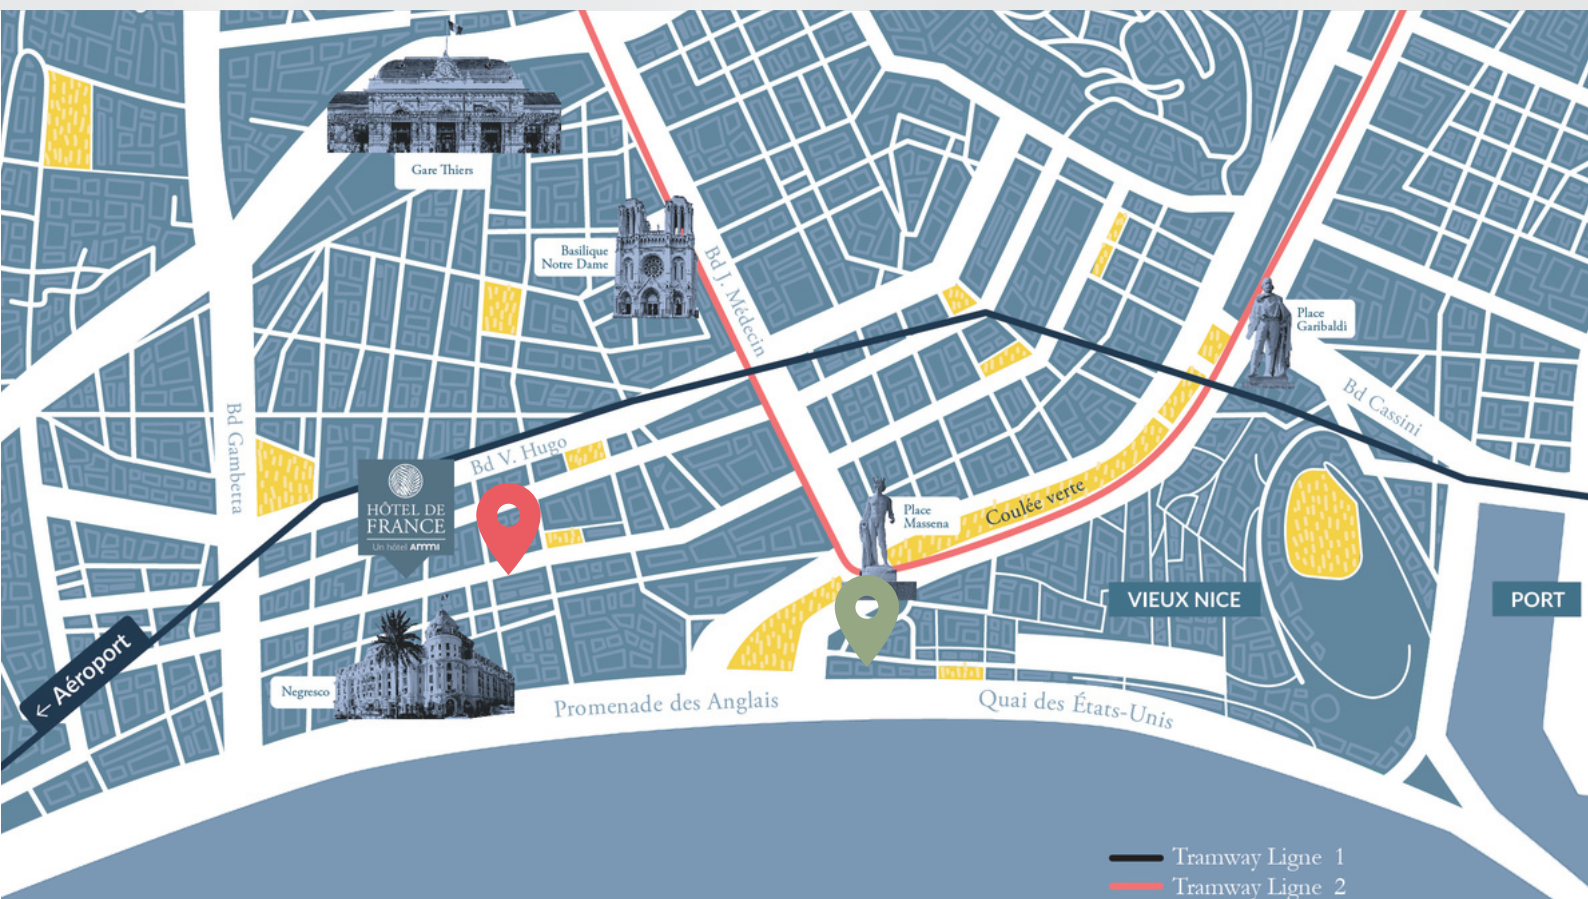 Gare Thiers
Basilique
Notre Dame
Bd J. Médecin
Place
Garibaldi
Bd Cassini
Bd Gambetta
Bd V. Hugo
HÔTEL DE
FRANCE
Un hôtel Ammi
Place
Massena
Coulée verte
VIEUX NICE
PORT
← Aéroport
Negresco
Promenade des Anglais
Quai des États-Unis
Tramway Ligne 1
Tramway Ligne 2